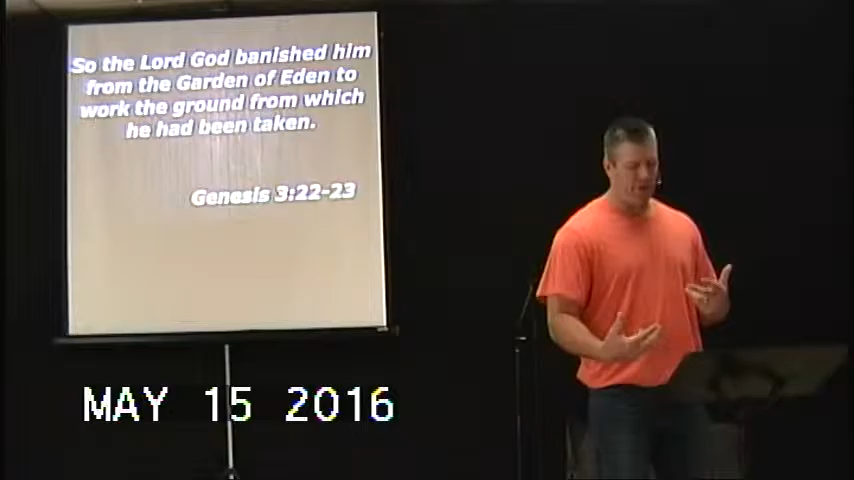 So the Lord God banished him
from the Garden of Eden to
work the ground from which
he had been taken.
Genesis 3:22-23
MAY 15 2016